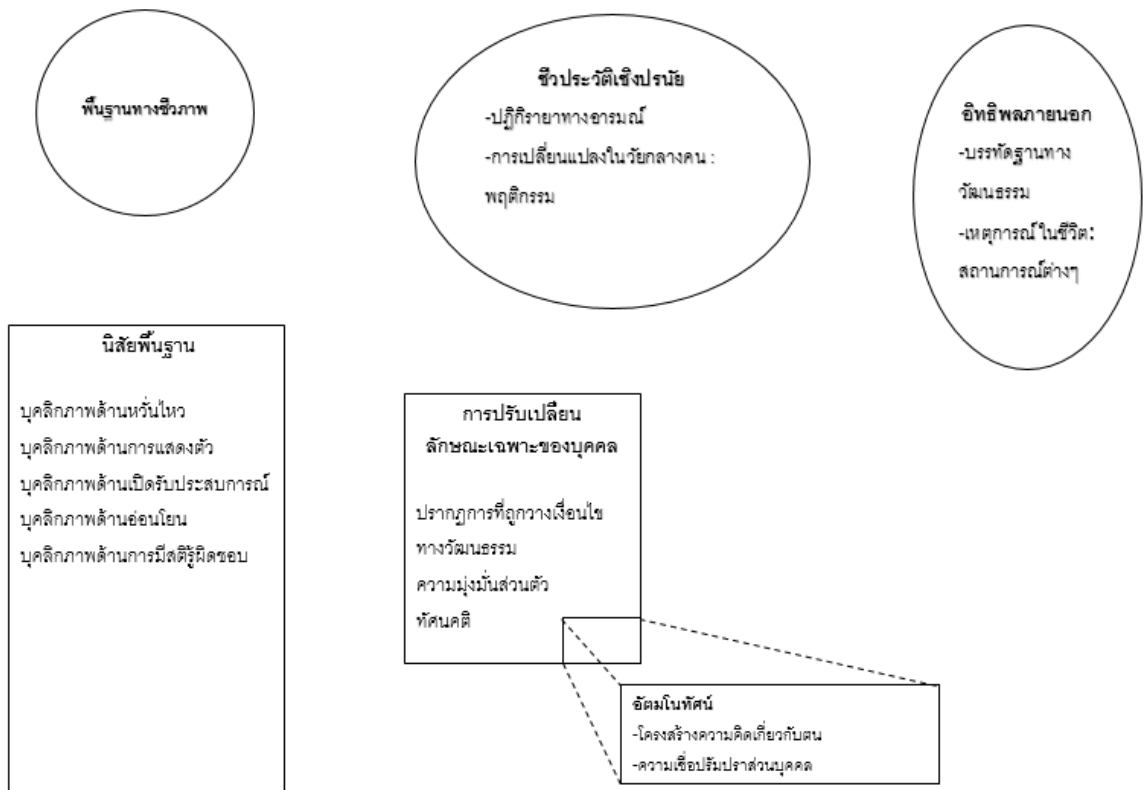 พื้นฐานทางชีวภาพ
ชีวประวัติเชิงปรนัย
-ปฏิกิริยาทางอารมณ์
-การเปลี่ยนแปลงในวัยกลางคน :
พฤติกรรม
อิทธิพลภายนอก
-บรรทัดฐานทาง
วัฒนธรรม
-เหตุการณ์ในชีวิต:
สถานการณ์ต่างๆ
นิสัยพื้นฐาน
บุคลิกภาพด้านหวั่นไหว
บุคลิกภาพด้านการแสดงตัว
บุคลิกภาพด้านเปิดรับประสบการณ์
บุคลิกภาพด้านอ่อนโยน
บุคลิกภาพด้านการมีสติรู้ผิดชอบ
การปรับเปลี่ยน
ลักษณะเฉพาะของบุคคล
ปรากฏการที่ถูกวางเงื่อนไข
ทางวัฒนธรรม
ความมุ่งมั่นส่วนตัว
ทัศนคติ
อัตมโนทัศน์
-โครงสร้างความคิดเกี่ยวกับตน
-ความเชื่อปรัมปราส่วนบุคคล